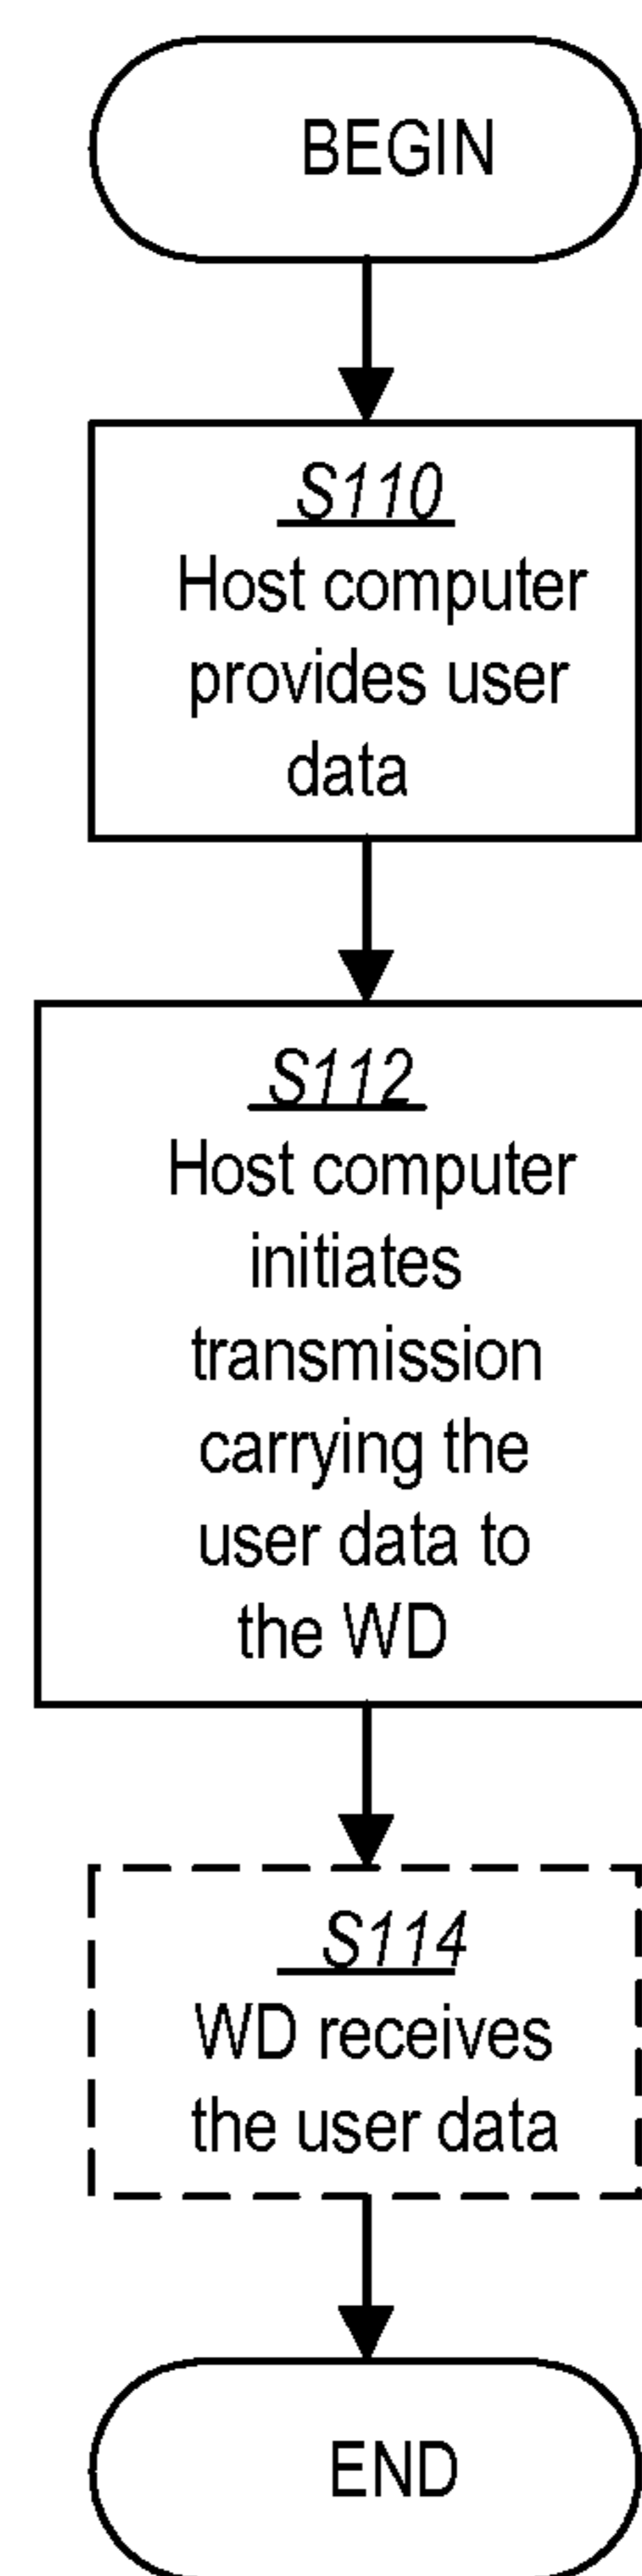 BEGIN
S110
Host computer
provides user
data
S112
Host computer
initiates
transmission
carrying the
user data to
the WD
S114
WD receives
the user data
END